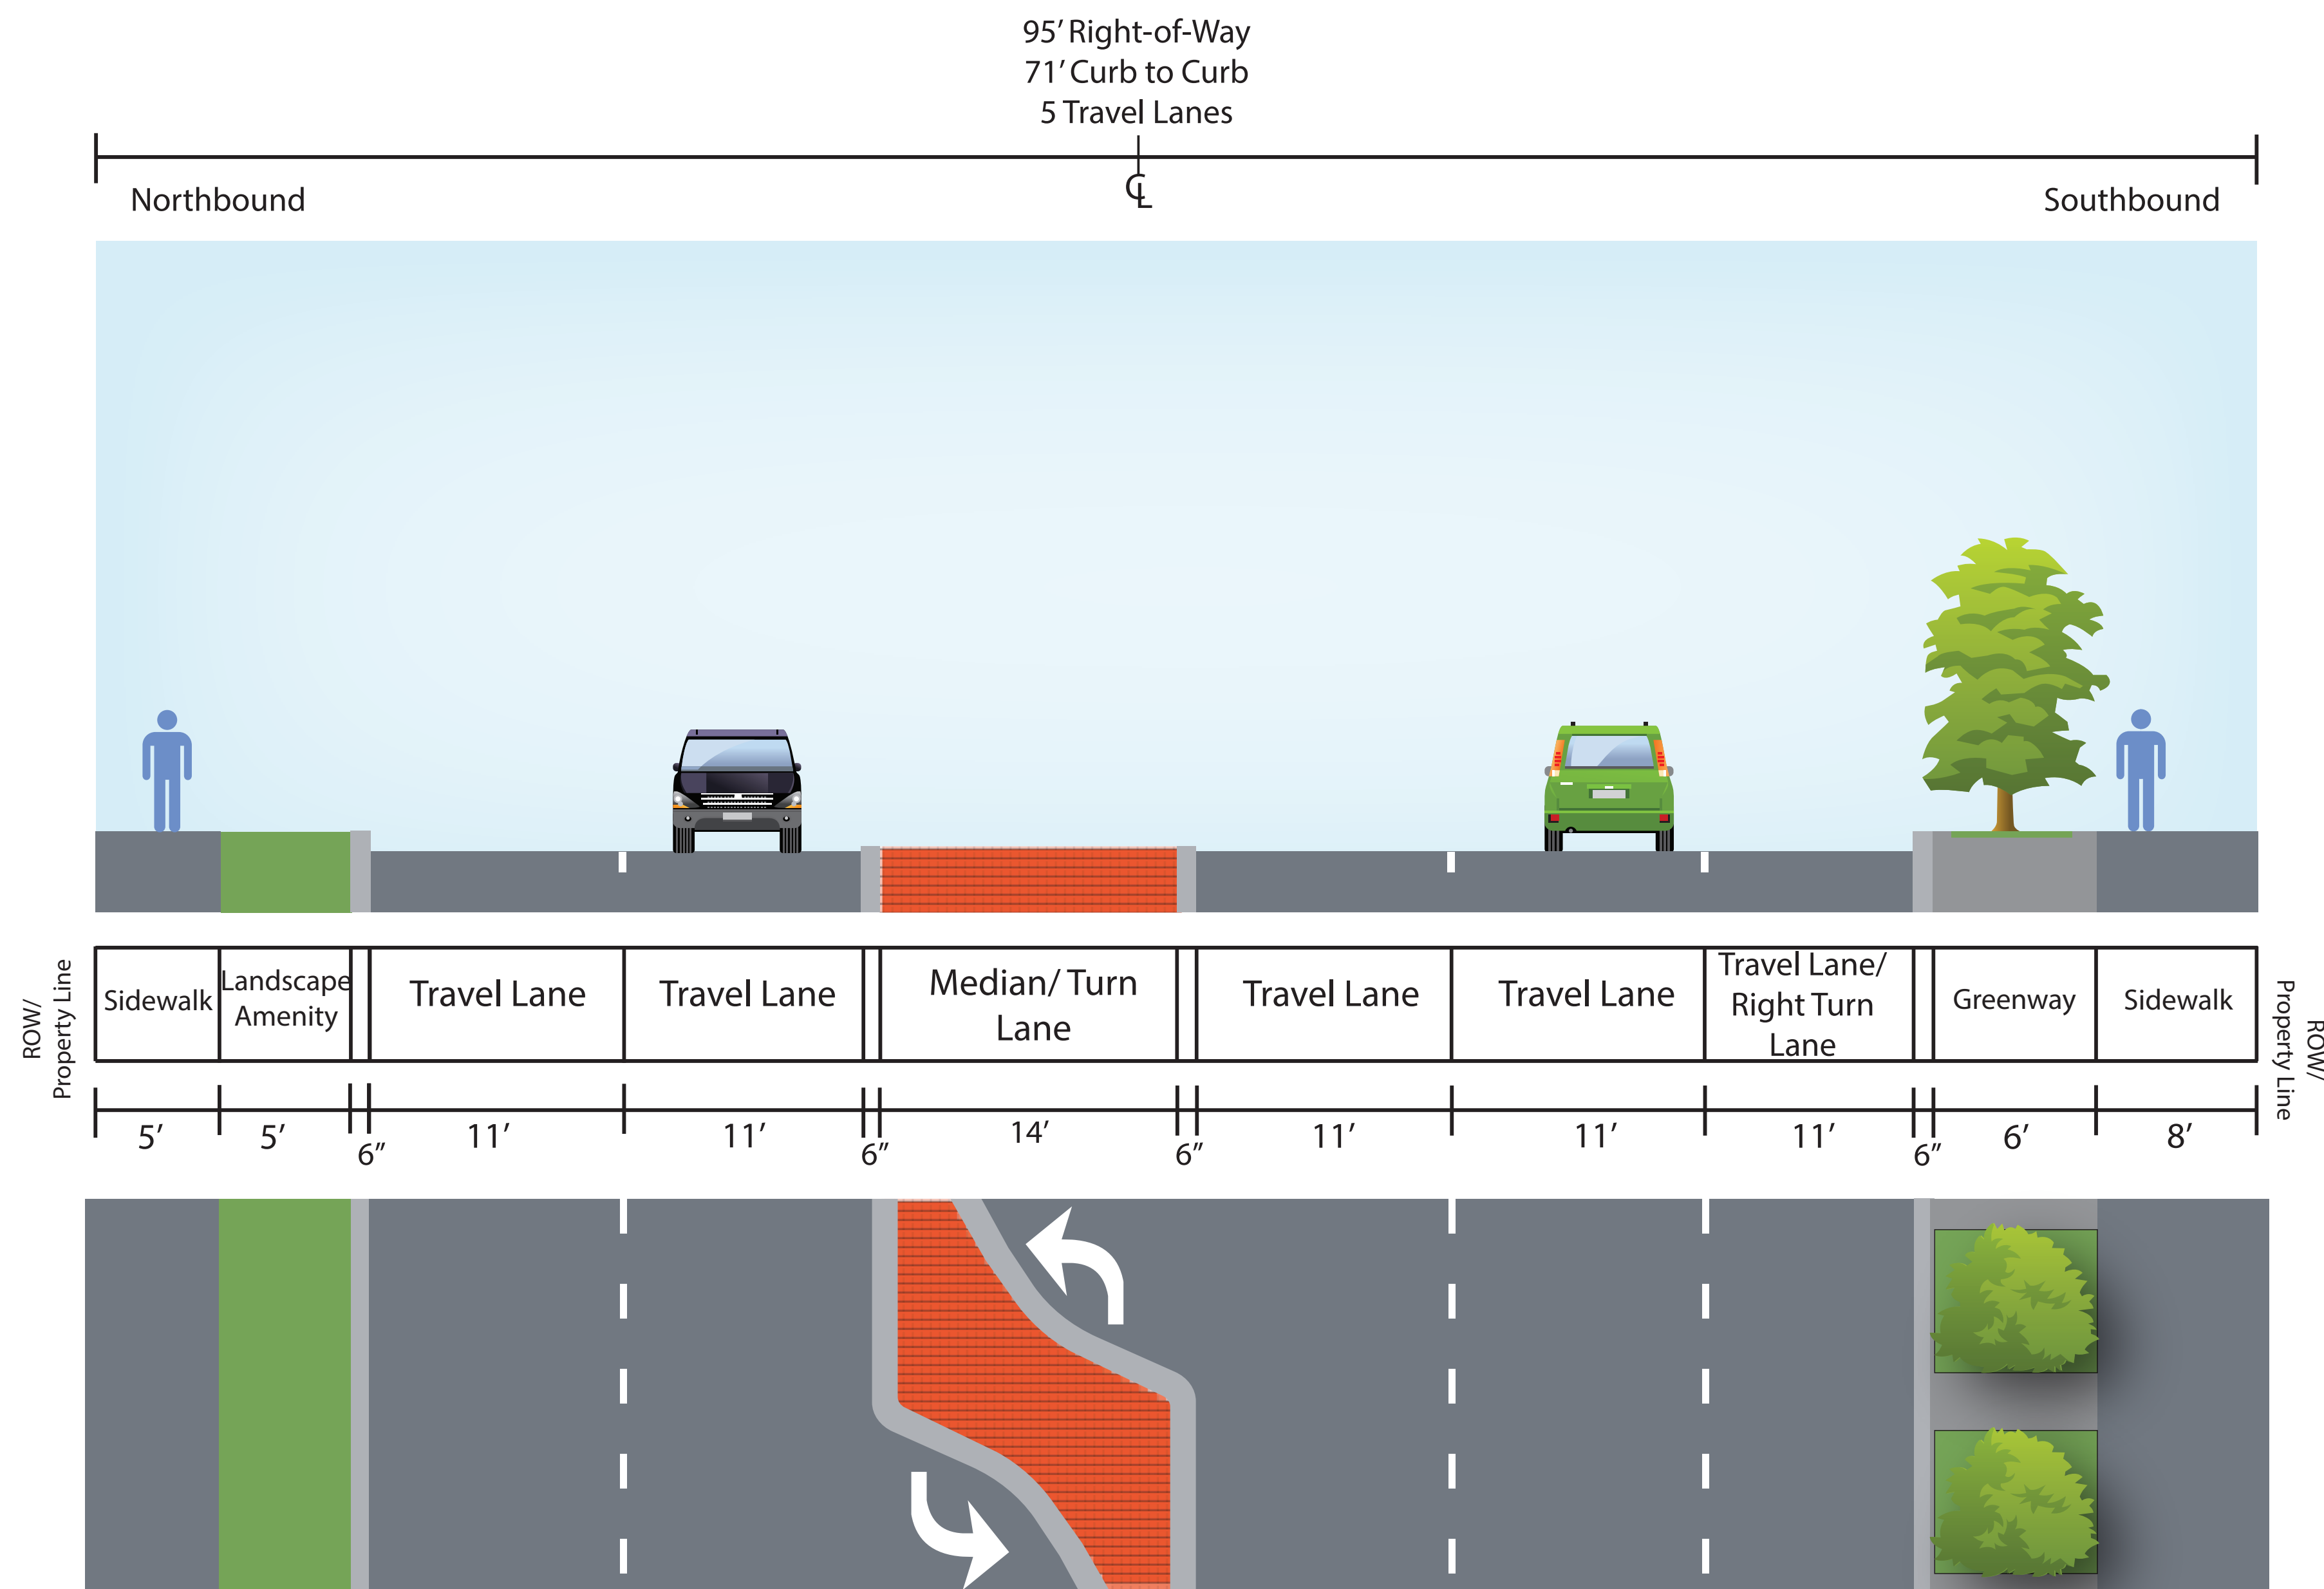 95′ Right-of-Way
71′ Curb to Curb
5 Travel Lanes
℄
Northbound
Southbound
ROW/
Property Line
Sidewalk
Landscape
Amenity
Travel Lane
Travel Lane
Median/ Turn
Lane
Travel Lane
Travel Lane
Travel Lane/
Right Turn
Lane
Greenway
Sidewalk
ROW/
Property Line
5′
5′
6″
11′
11′
6″
14′
6″
11′
11′
11′
6″
6′
8′